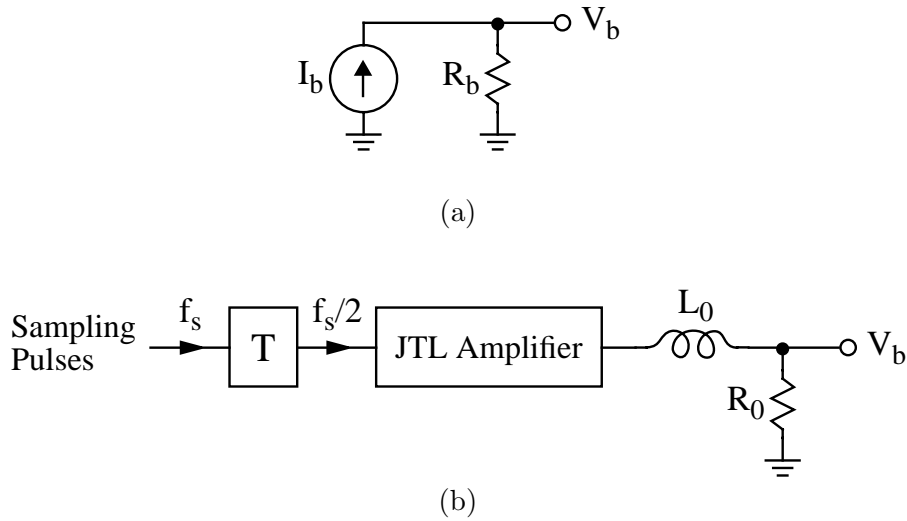 I_b
R_b
V_b
(a)
Sampling
Pulses
f_s
T
f_s/2
JTL Amplifier
L_0
R_0
V_b
(b)